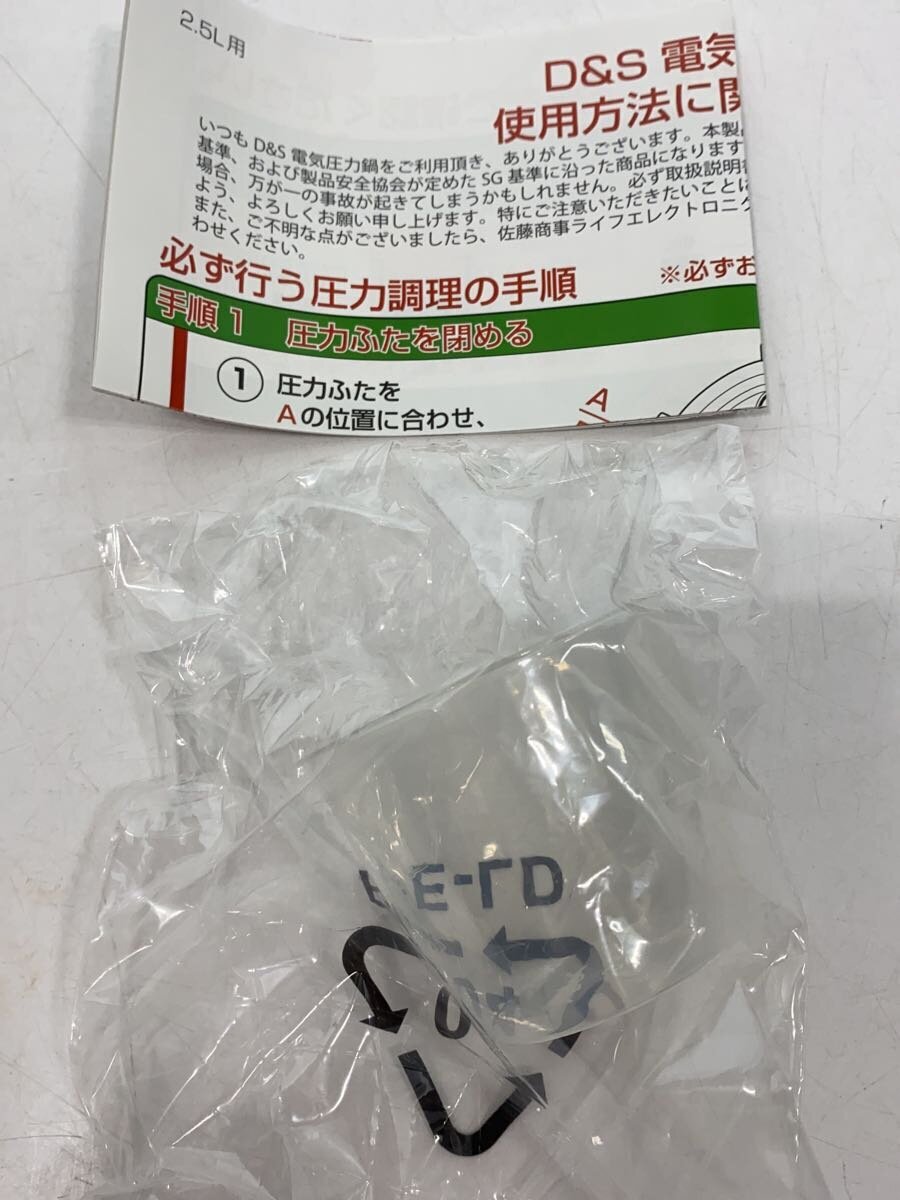 2.5L用
D&S 電気
使用方法に関
いつも D&S 電気圧力鍋をご利用頂き、ありがとうございます。本製品
基準、および製品安全協会が定めた SG 基準に沿った商品になります
場合、万が一の事故が起きてしまうかもしれません。必ず取扱説明書
よう、よろしくお願い申し上げます。特にご注意いただきたいことは
また、ご不明な点がございましたら、佐藤商事ライフエレクトロニク
わせください。
必ず行う圧力調理の手順 ※必ずお
手順1 圧力ふたを閉める
① 圧力ふたを
Aの位置に合わせ、
A